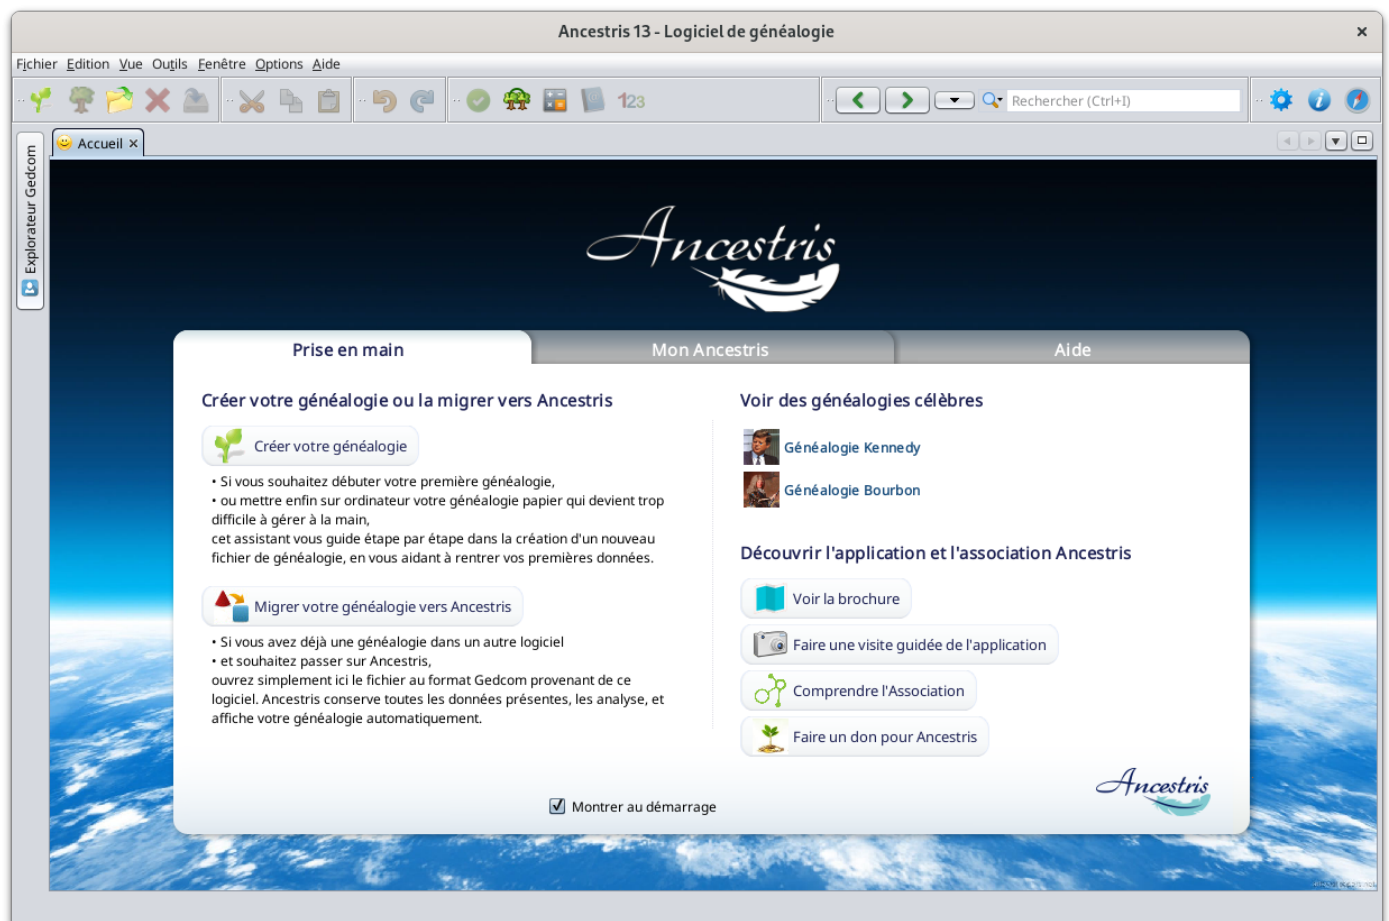 Ancestris 13 - Logiciel de généalogie
Fichier Edition Vue Outils Fenêtre Options Aide
123
Rechercher (Ctrl+I)
Explorateur Gedcom
Accueil
Ancestris
Prise en main
Mon Ancestris
Aide
Créer votre généalogie ou la migrer vers Ancestris
Créer votre généalogie
• Si vous souhaitez débuter votre première généalogie,
• ou mettre enfin sur ordinateur votre généalogie papier qui devient trop
difficile à gérer à la main,
cet assistant vous guide étape par étape dans la création d'un nouveau
fichier de généalogie, en vous aidant à rentrer vos premières données.
Migrer votre généalogie vers Ancestris
• Si vous avez déjà une généalogie dans un autre logiciel
• et souhaitez passer sur Ancestris,
ouvrez simplement ici le fichier au format Gedcom provenant de ce
logiciel. Ancestris conserve toutes les données présentes, les analyse, et
affiche votre généalogie automatiquement.
Voir des généalogies célèbres
Généalogie Kennedy
Généalogie Bourbon
Découvrir l'application et l'association Ancestris
Voir la brochure
Faire une visite guidée de l'application
Comprendre l'Association
Faire un don pour Ancestris
Ancestris
Montrer au démarrage